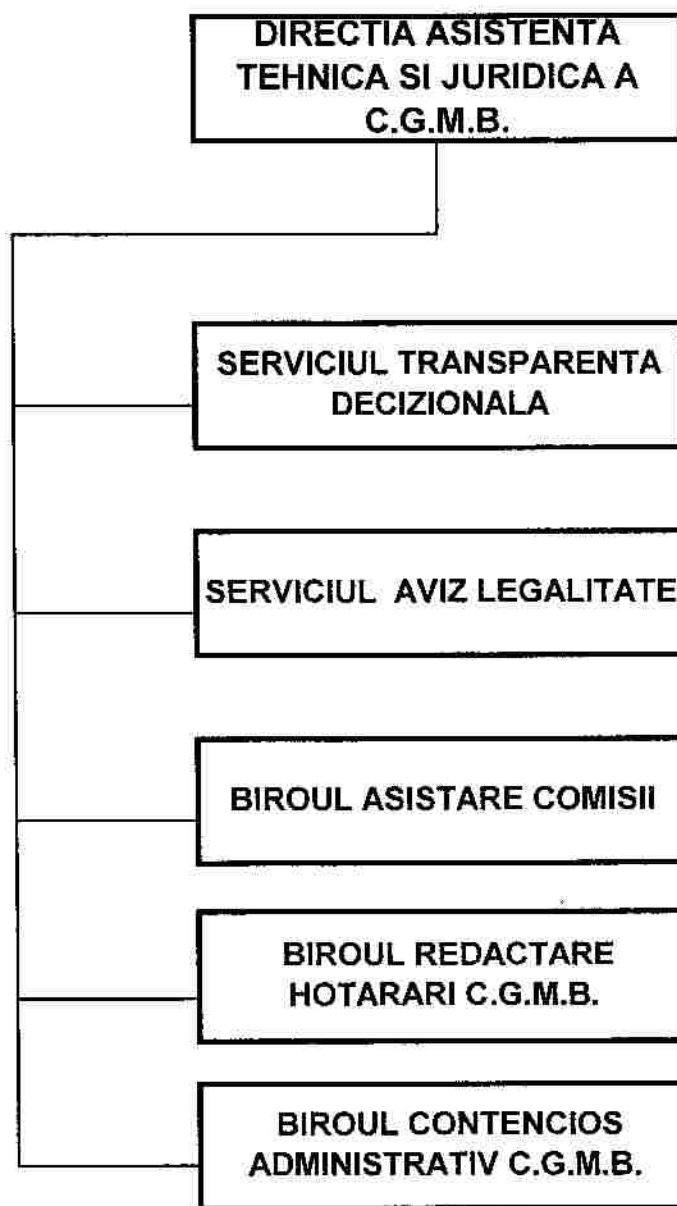 DIRECTIA ASISTENTA
TEHNICA SI JURIDICA A
C.G.M.B.
SERVICIUL TRANSPARENTA
DECIZIONALA
SERVICIUL AVIZ LEGALITATE
BIROUL ASISTARE COMISII
BIROUL REDACTARE
HOTARARI C.G.M.B.
BIROUL CONTENCIOS
ADMINISTRATIV C.G.M.B.